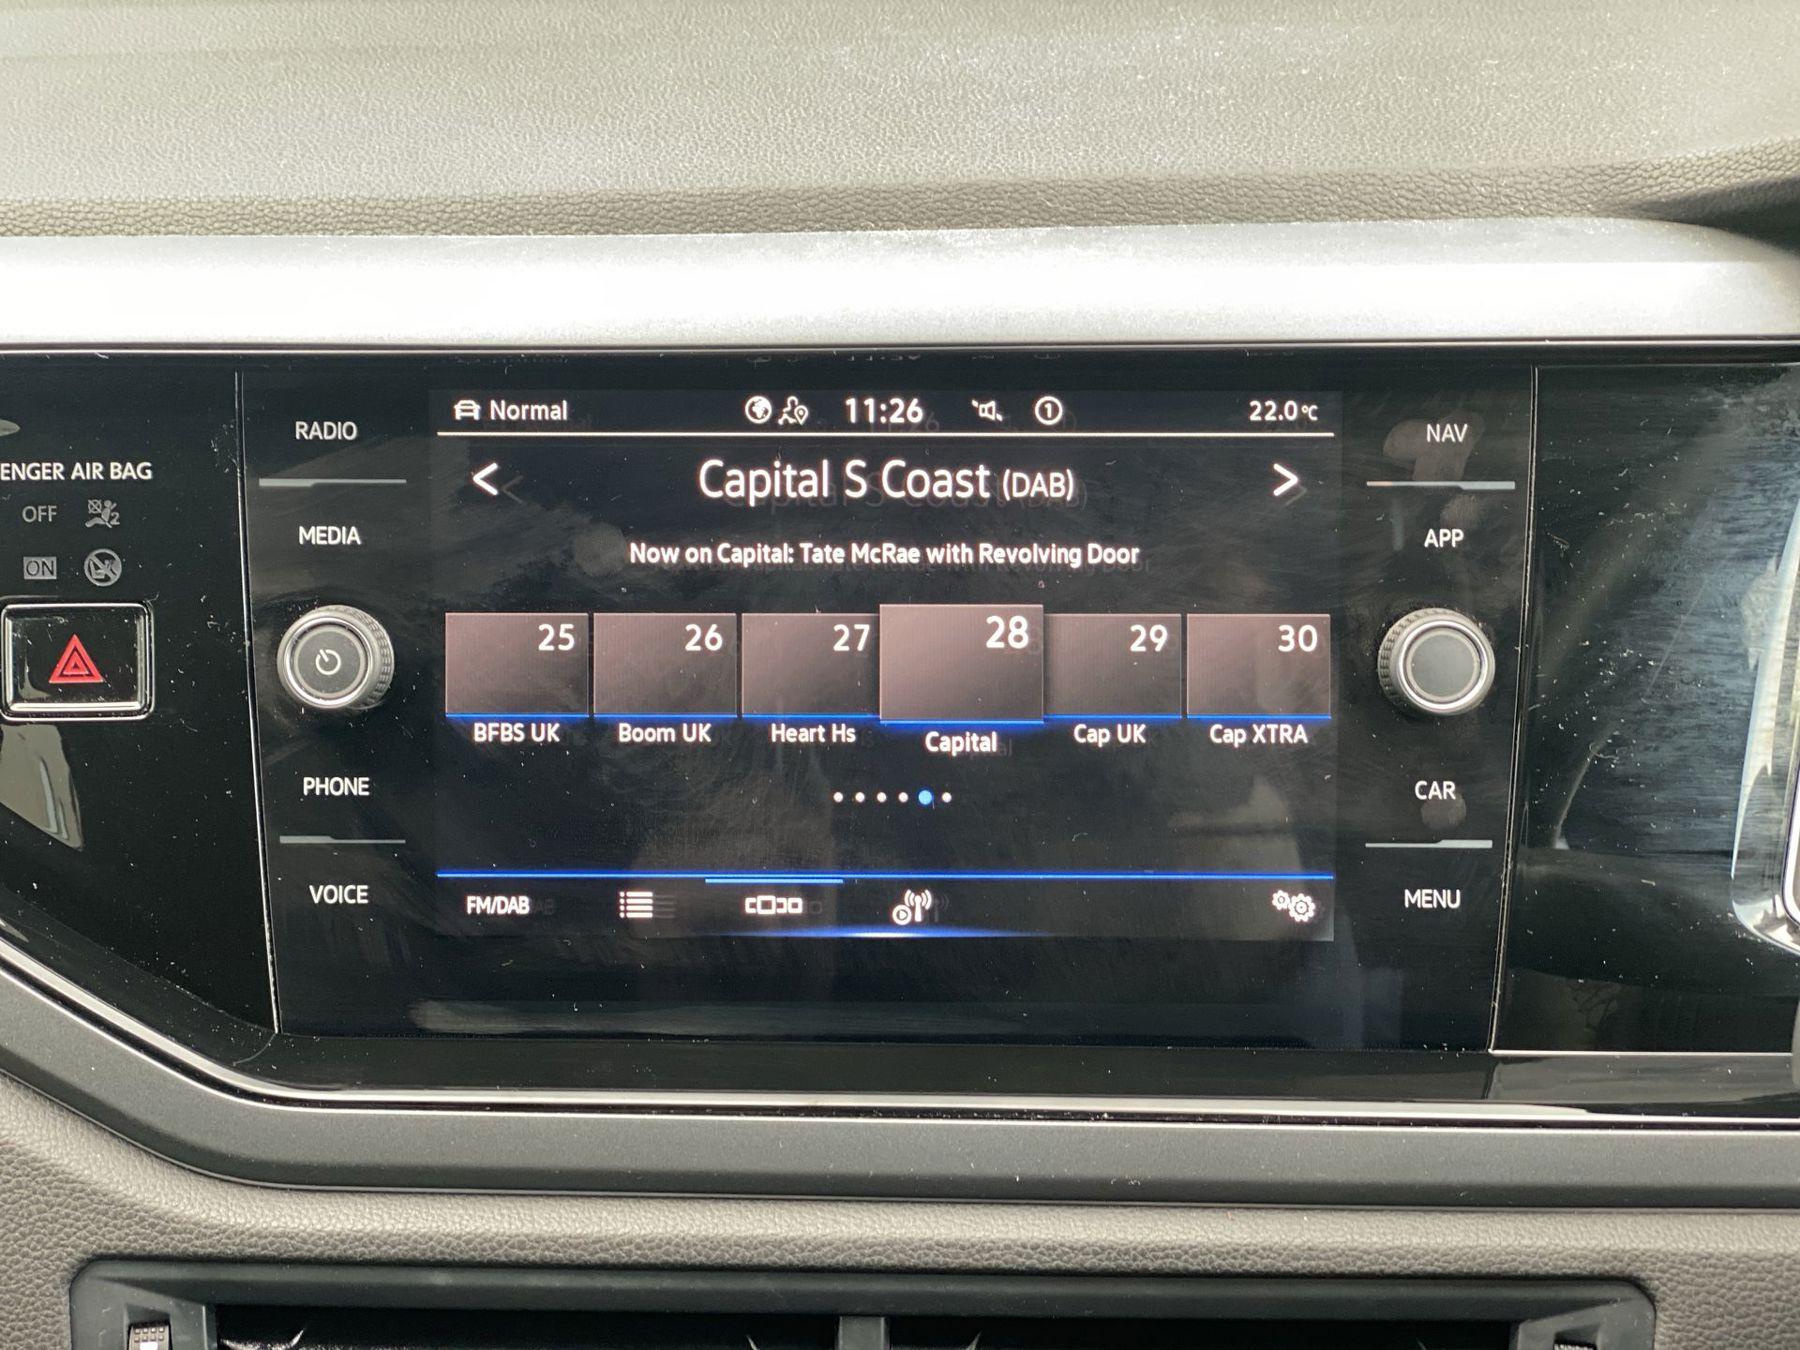 Normal 11:26 1 22.0°C
RADIO
NAV
Capital S Coast (DAB)
ENGER AIR BAG
OFF 2
MEDIA
APP
Now on Capital: Tate McRae with Revolving Door
ON
25 26 27 28 29 30
BFBS UK Boom UK Heart Hs Capital Cap UK Cap XTRA
PHONE
CAR
VOICE
FM/DAB
MENU